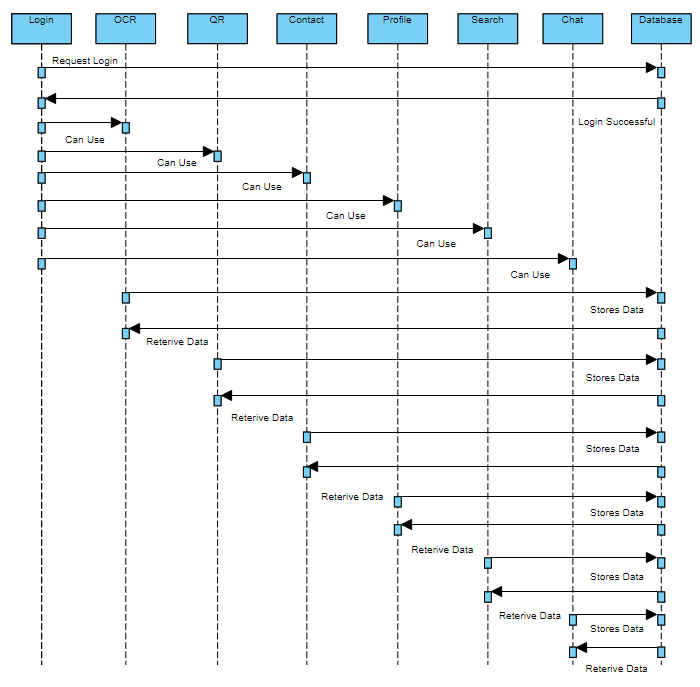 Login
OCR
QR
Contact
Profile
Search
Chat
Database
Request Login
Login Successful
Can Use
Can Use
Can Use
Can Use
Can Use
Can Use
Stores Data
Reterive Data
Stores Data
Reterive Data
Stores Data
Reterive Data
Stores Data
Reterive Data
Stores Data
Reterive Data
Stores Data
Reterive Data